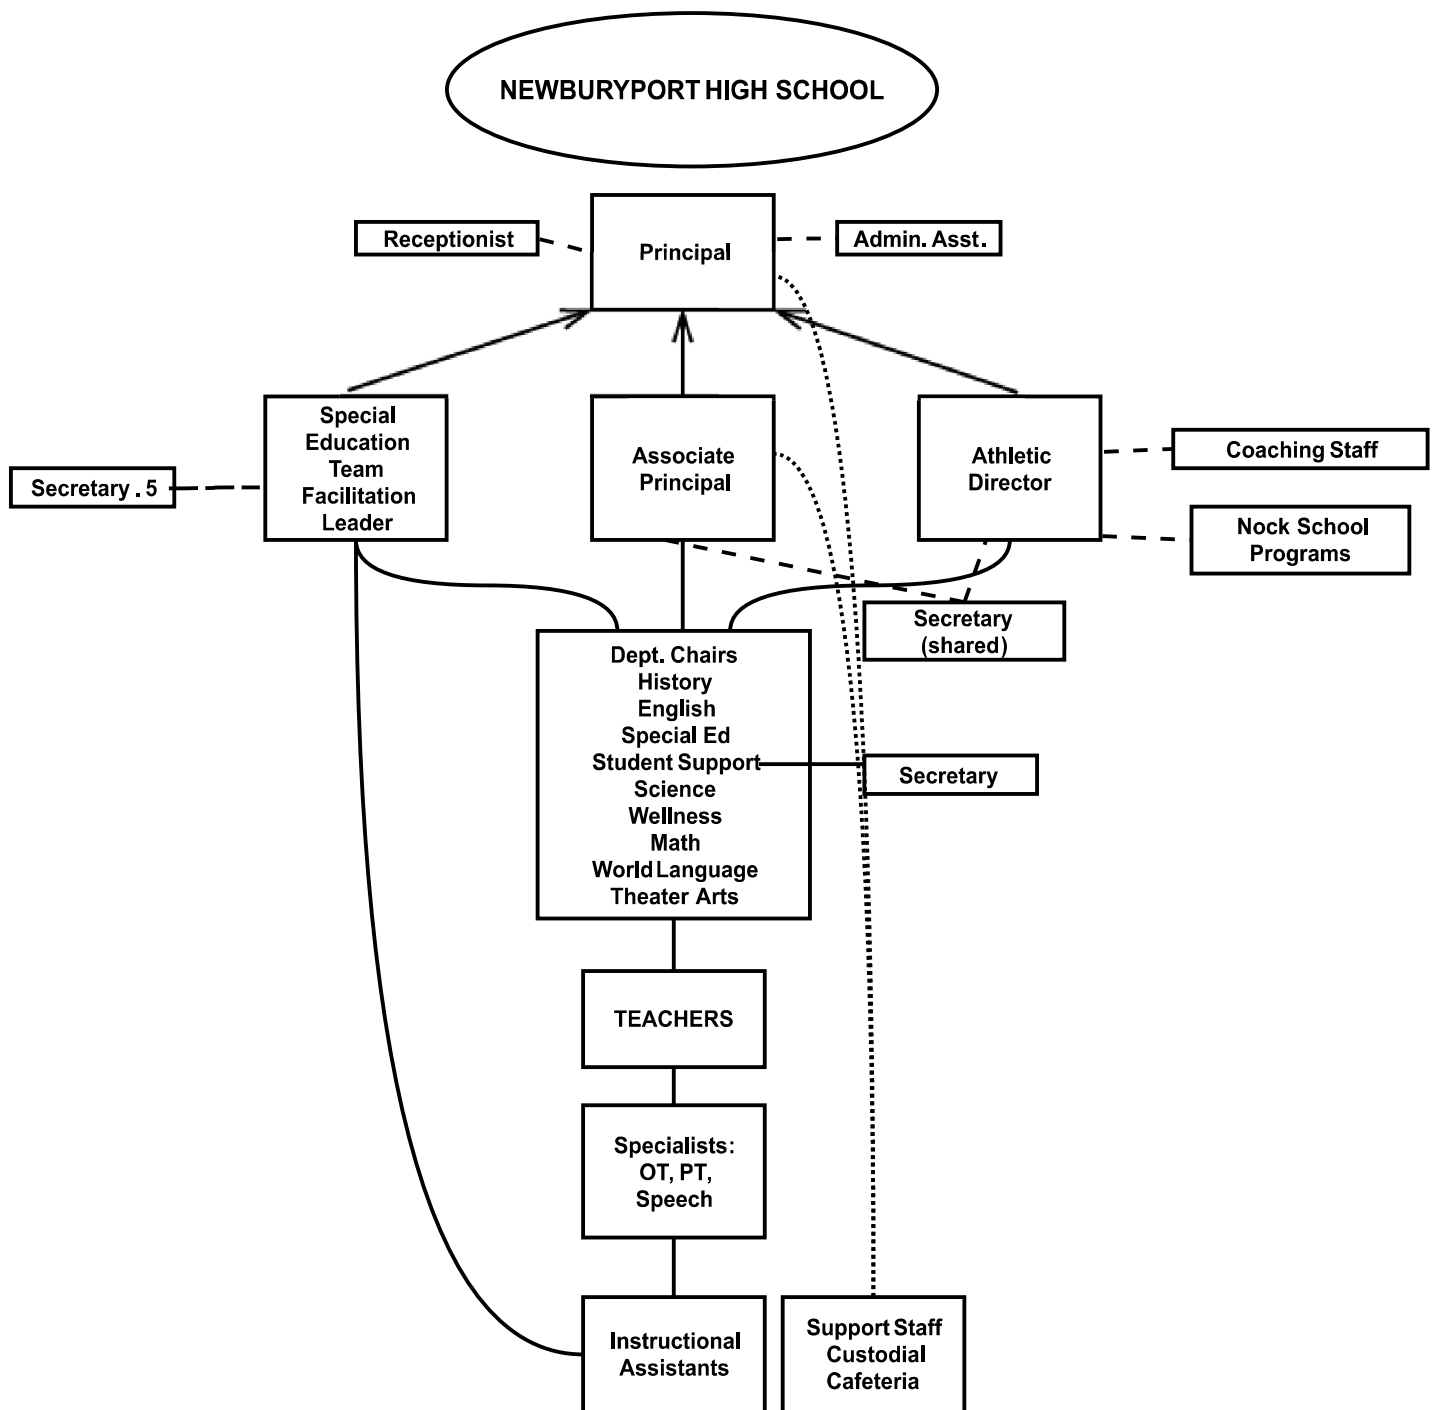 NEWBURYPORT HIGH SCHOOL
Receptionist
Principal
Admin. Asst.
Special
Education
Team
Facilitation
Leader
Associate
Principal
Athletic
Director
Coaching Staff
Secretary .5
Nock School
Programs
Secretary
(shared)
Dept. Chairs
History
English
Special Ed
Student Support
Science
Wellness
Math
World Language
Theater Arts
Secretary
TEACHERS
Specialists:
OT, PT,
Speech
Instructional
Assistants
Support Staff
Custodial
Cafeteria